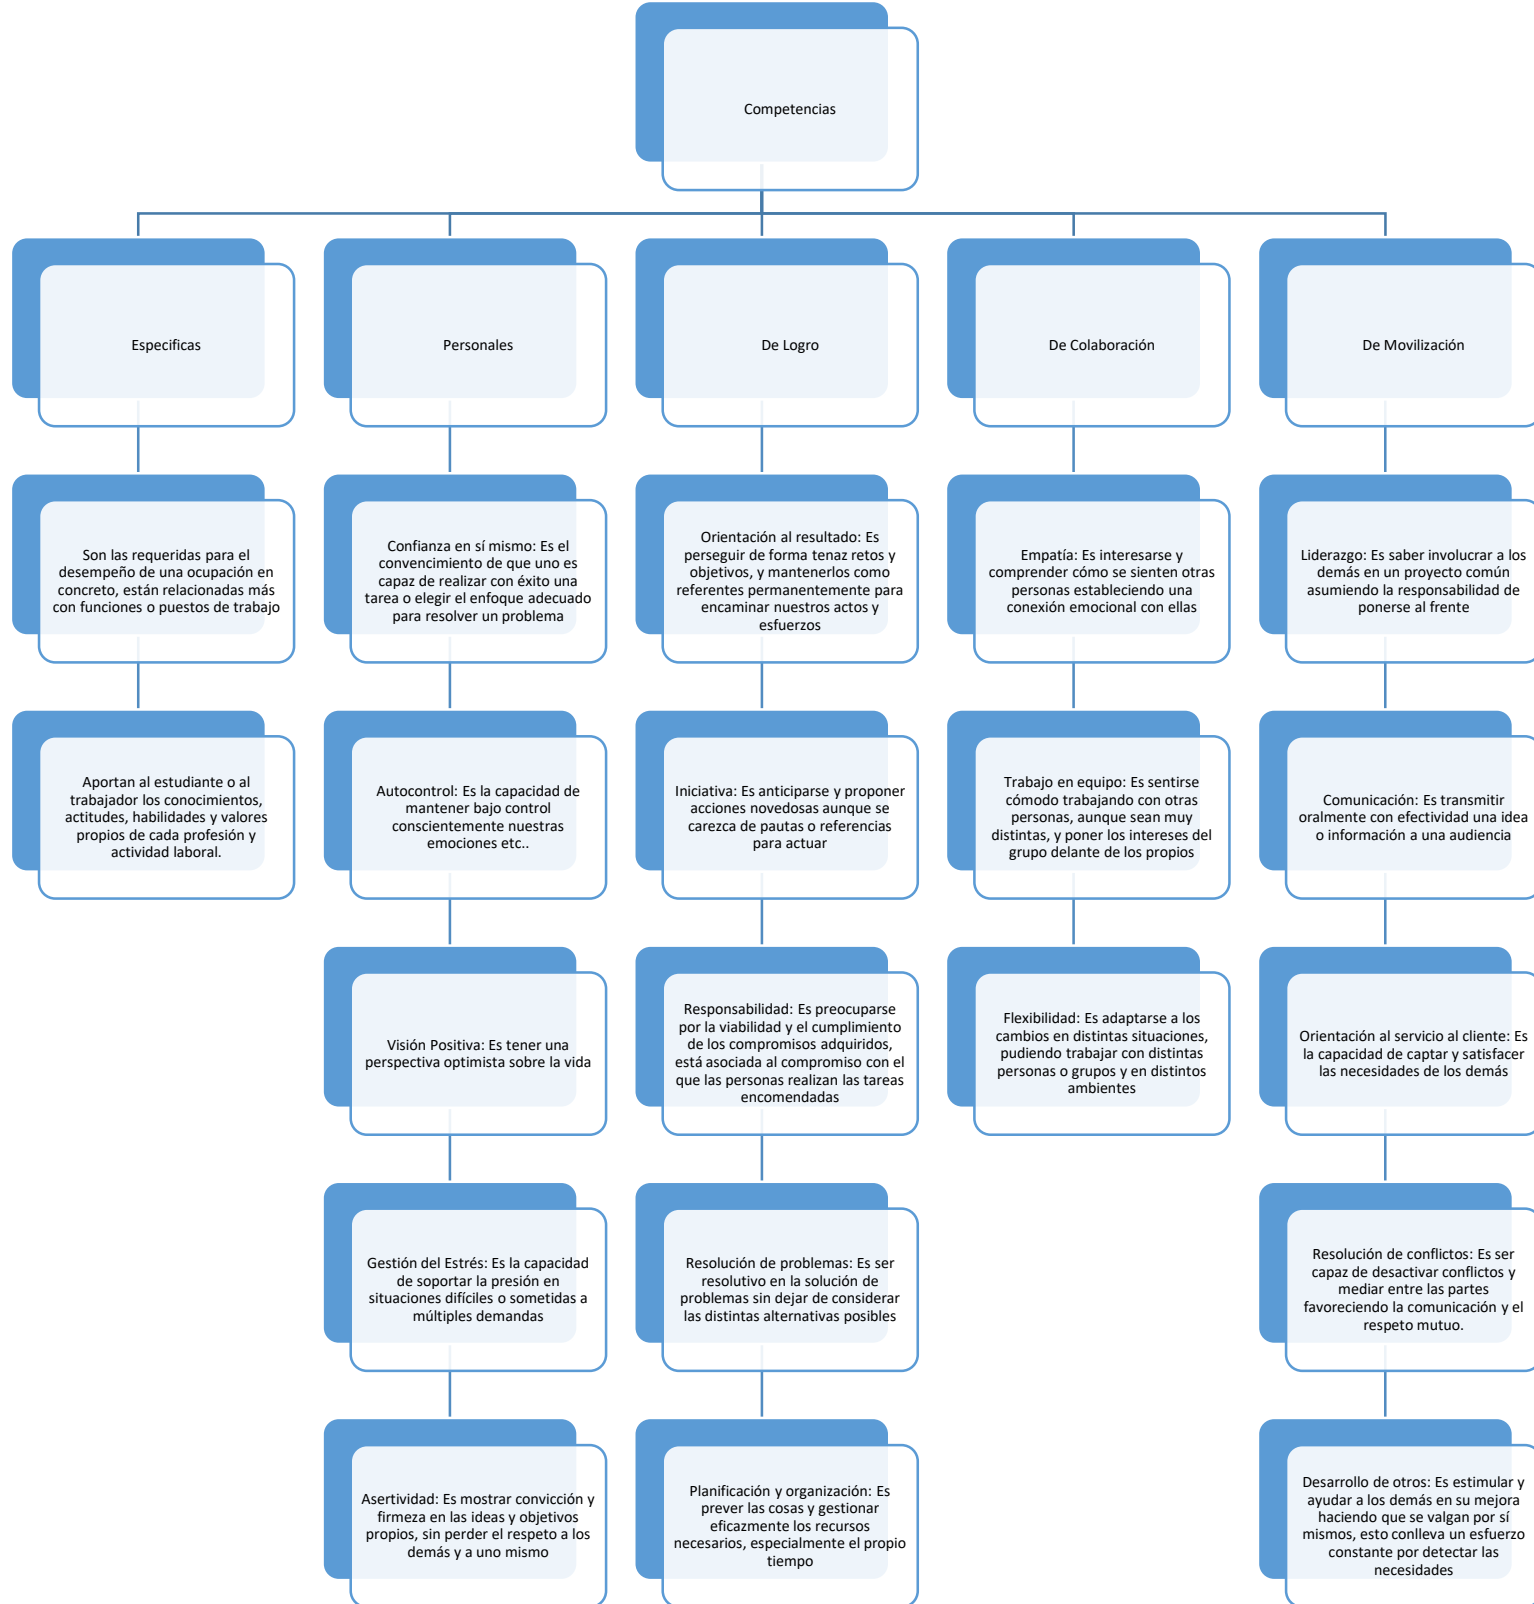 Competencias
Especificas
Personales
De Logro
De Colaboración
De Movilización
Son las requeridas para el
desempeño de una ocupación en
concreto, están relacionadas más
con funciones o puestos de trabajo
Confianza en sí mismo: Es el
convencimiento de que uno es
capaz de realizar con éxito una
tarea o elegir el enfoque adecuado
para resolver un problema
Orientación al resultado: Es
perseguir de forma tenaz retos y
objetivos, y mantenerlos como
referentes permanentemente para
encaminar nuestros actos y
esfuerzos
Empatía: Es interesarse y
comprender cómo se sienten otras
personas estableciendo una
conexión emocional con ellas
Liderazgo: Es saber involucrar a los
demás en un proyecto común
asumiendo la responsabilidad de
ponerse al frente
Aportan al estudiante o al
trabajador los conocimientos,
actitudes, habilidades y valores
propios de cada profesión y
actividad laboral.
Autocontrol: Es la capacidad de
mantener bajo control
conscientemente nuestras
emociones etc..
Iniciativa: Es anticiparse y proponer
acciones novedosas aunque se
carezca de pautas o referencias
para actuar
Trabajo en equipo: Es sentirse
cómodo trabajando con otras
personas, aunque sean muy
distintas, y poner los intereses del
grupo delante de los propios
Comunicación: Es transmitir
oralmente con efectividad una idea
o información a una audiencia
Visión Positiva: Es tener una
perspectiva optimista sobre la vida
Responsabilidad: Es preocuparse
por la viabilidad y el cumplimiento
de los compromisos adquiridos,
está asociada al compromiso con el
que las personas realizan las tareas
encomendadas
Flexibilidad: Es adaptarse a los
cambios en distintas situaciones,
pudiendo trabajar con distintas
personas o grupos y en distintos
ambientes
Orientación al servicio al cliente: Es
la capacidad de captar y satisfacer
las necesidades de los demás
Gestión del Estrés: Es la capacidad
de soportar la presión en
situaciones difíciles o sometidas a
múltiples demandas
Resolución de problemas: Es ser
resolutivo en la solución de
problemas sin dejar de considerar
las distintas alternativas posibles
Resolución de conflictos: Es ser
capaz de desactivar conflictos y
mediar entre las partes
favoreciendo la comunicación y el
respeto mutuo.
Asertividad: Es mostrar convicción y
firmeza en las ideas y objetivos
propios, sin perder el respeto a los
demás y a uno mismo
Planificación y organización: Es
prever las cosas y gestionar
eficazmente los recursos
necesarios, especialmente el propio
tiempo
Desarrollo de otros: Es estimular y
ayudar a los demás en su mejora
haciendo que se valgan por sí
mismos, esto conlleva un esfuerzo
constante por detectar las
necesidades